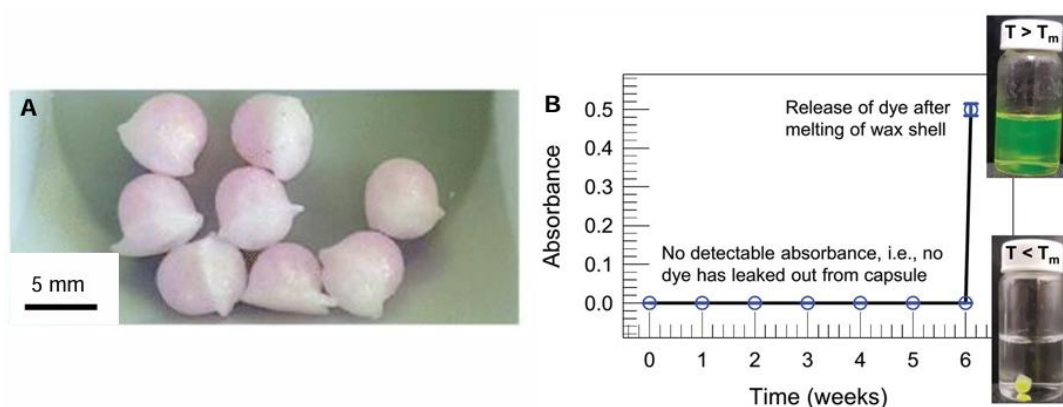 A
5 mm
B
T > Tm
0.5
0.4
0.3
0.2
0.1
0.0
Absorbance
Release of dye after
melting of wax shell
No detectable absorbance, i.e., no
dye has leaked out from capsule
T < Tm
0 1 2 3 4 5 6
Time (weeks)